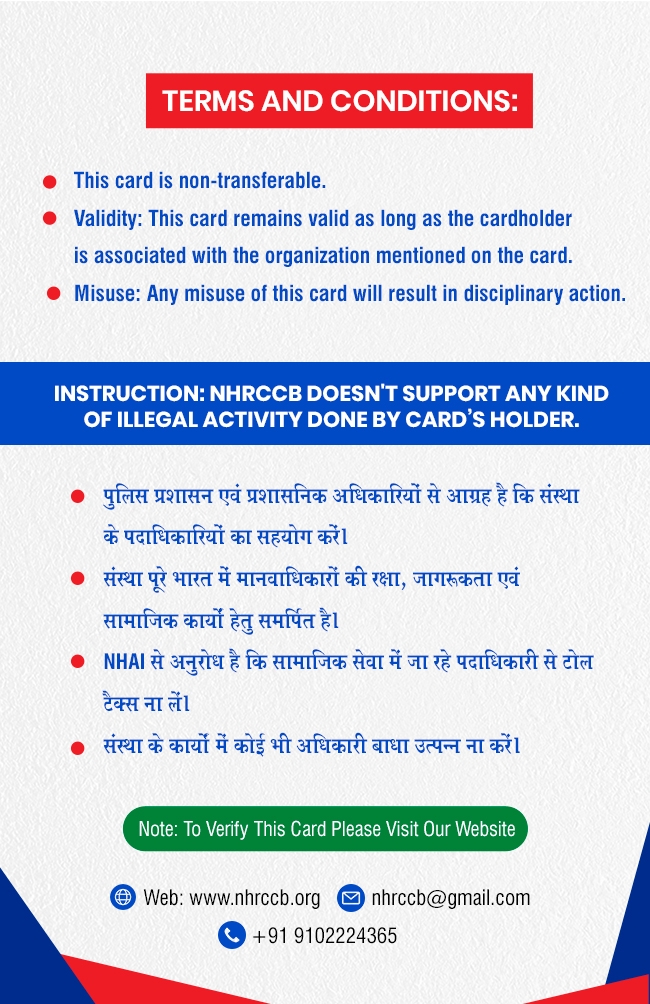 TERMS AND CONDITIONS:
This card is non-transferable.
Validity: This card remains valid as long as the cardholder
is associated with the organization mentioned on the card.
Misuse: Any misuse of this card will result in disciplinary action.
INSTRUCTION: NHRCCB DOESN'T SUPPORT ANY KIND
OF ILLEGAL ACTIVITY DONE BY CARD’S HOLDER.
पुलिस प्रशासन एवं प्रशासनिक अधिकारियों से आग्रह है कि संस्था
के पदाधिकारियों का सहयोग करें।
संस्था पूरे भारत में मानवाधिकारों की रक्षा, जागरूकता एवं
सामाजिक कार्यों हेतु समर्पित है।
NHAI से अनुरोध है कि सामाजिक सेवा में जा रहे पदाधिकारी से टोल
टैक्स ना लें।
संस्था के कार्यों में कोई भी अधिकारी बाधा उत्पन्न ना करें।
Note: To Verify This Card Please Visit Our Website
Web: www.nhrccb.org nhrccb@gmail.com
+91 9102224365